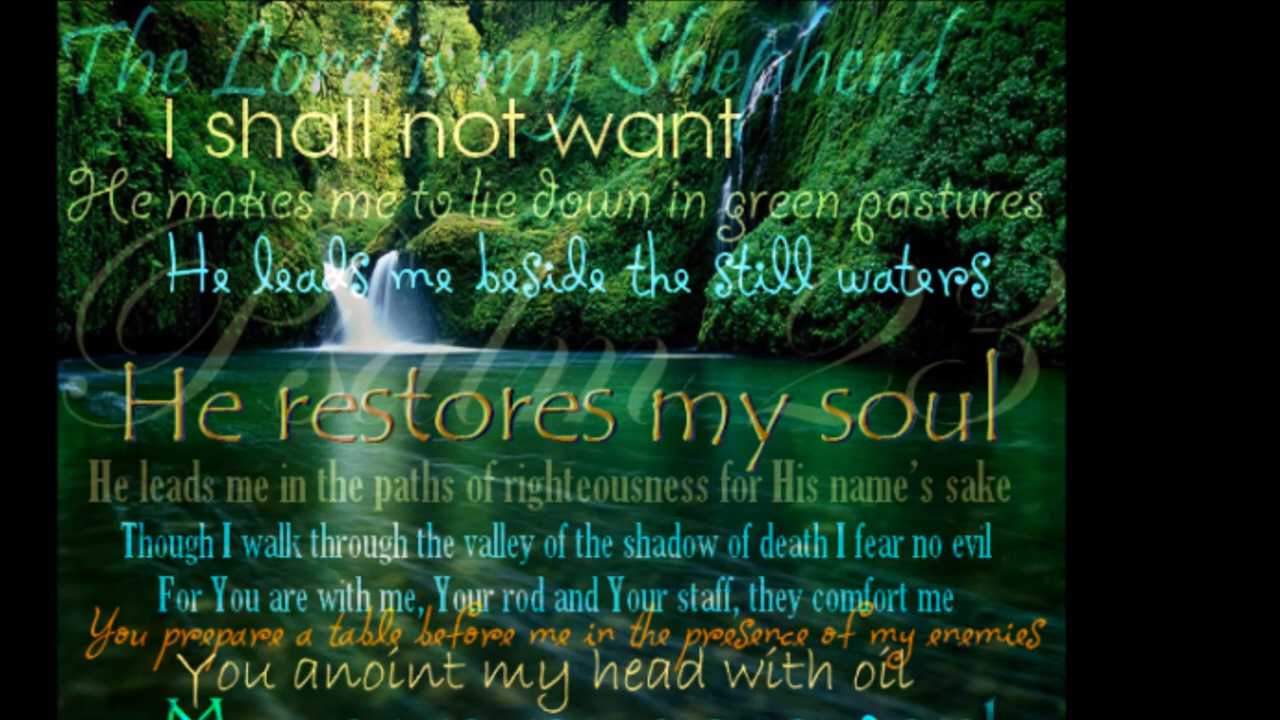 The Lord is my Shepherd
I shall not want
He makes me to lie down in green pastures
He leads me beside the still waters
Psalm 23
He restores my soul
He leads me in the paths of righteousness for His name's sake
Though I walk through the valley of the shadow of death I fear no evil
For You are with me, Your rod and Your staff, they comfort me
You prepare a table before me in the presence of my enemies
You anoint my head with oil